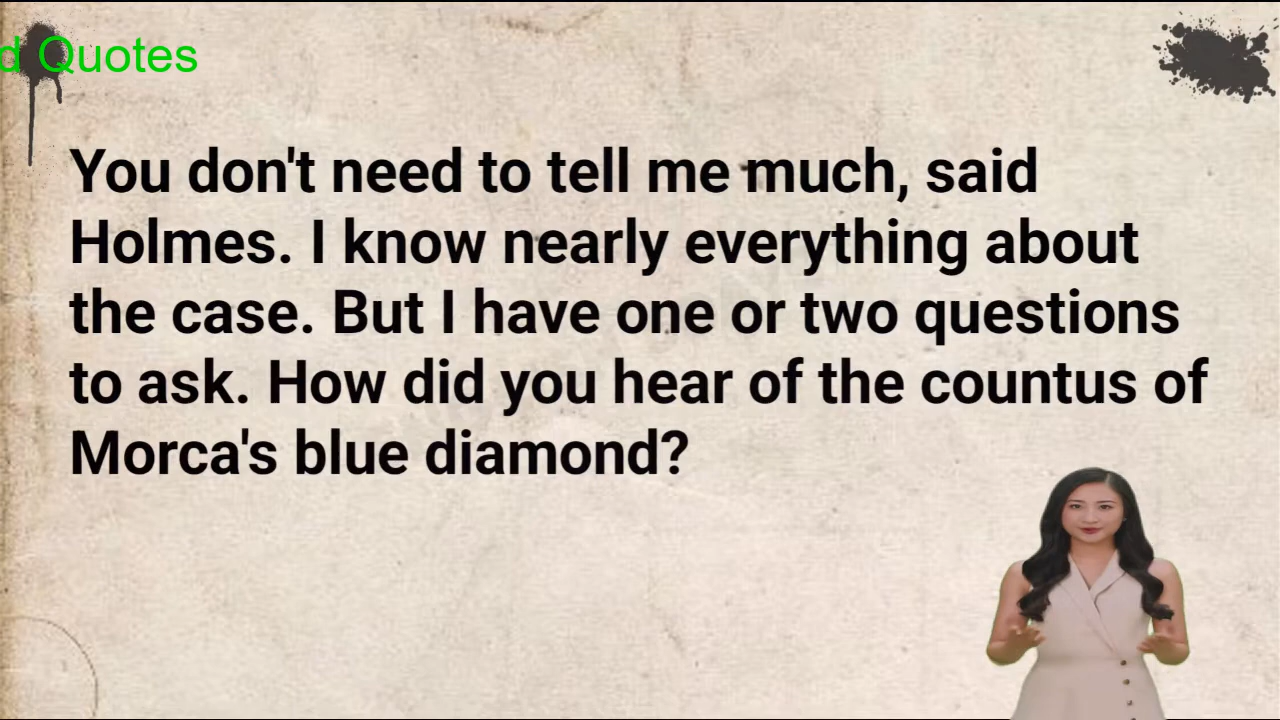 d Quotes
You don't need to tell me much, said
Holmes. I know nearly everything about
the case. But I have one or two questions
to ask. How did you hear of the countus of
Morca's blue diamond?